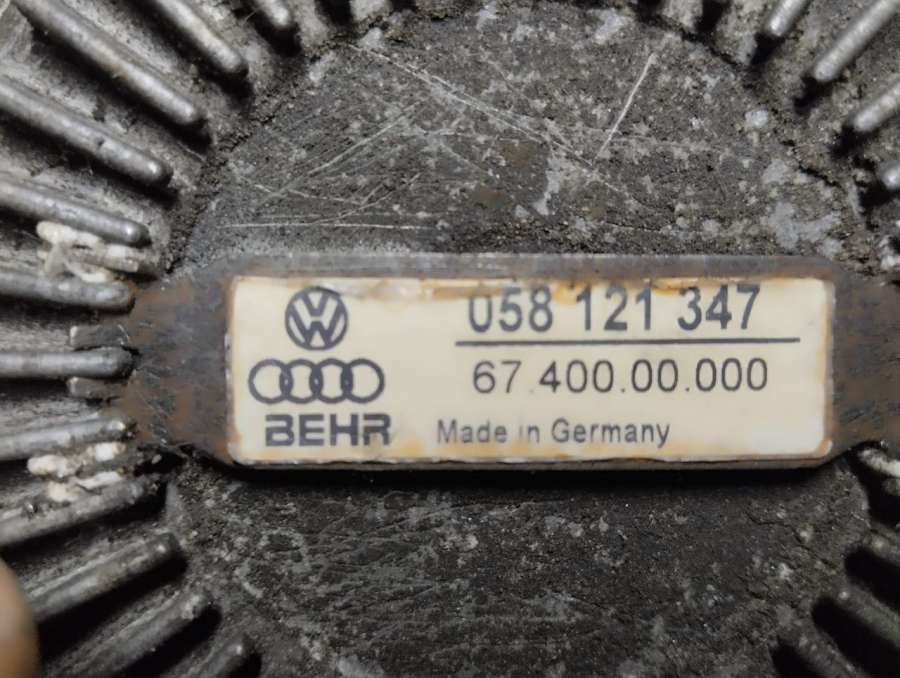 058 121 347
67.400.00.000
BEHR Made in Germany